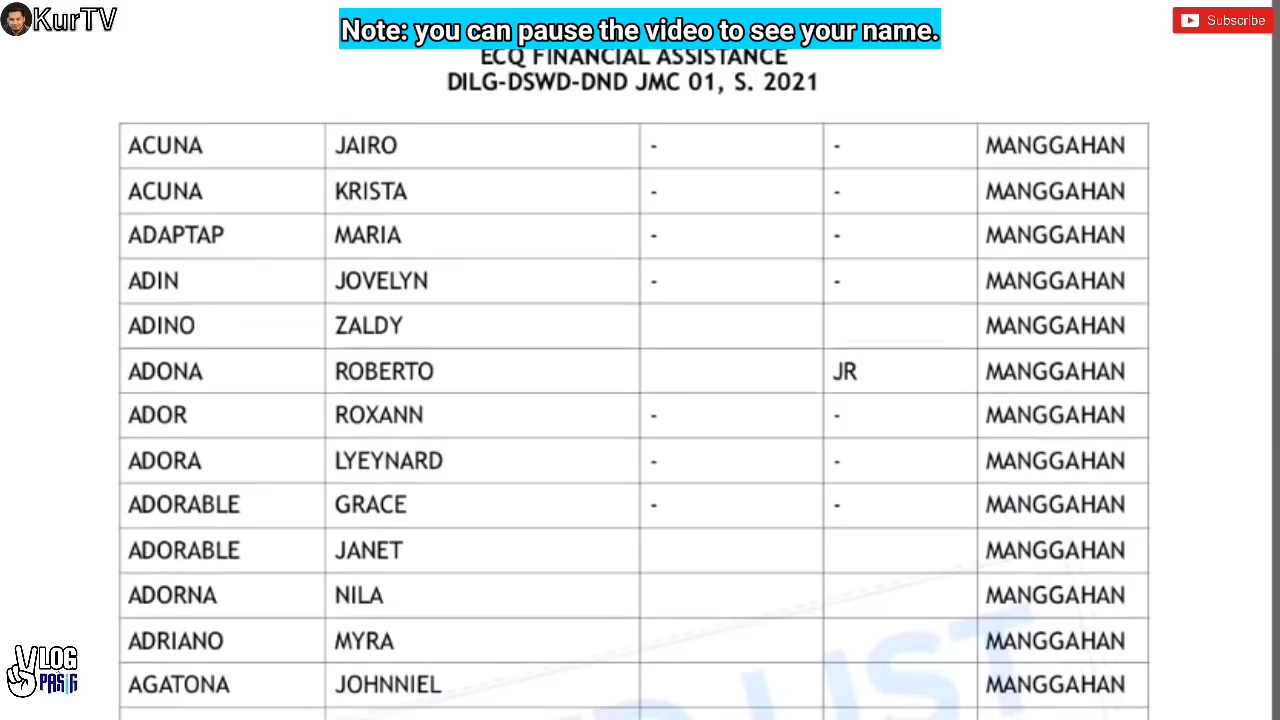 KurTV
Note: you can pause the video to see your name.
Subscribe
ECQ FINANCIAL ASSISTANCE
DILG-DSWD-DND JMC 01, S. 2021
ACUNA JAIRO - - MANGGAHAN
ACUNA KRISTA - - MANGGAHAN
ADAPTAP MARIA - - MANGGAHAN
ADIN JOVELYN - - MANGGAHAN
ADINO ZALDY MANGGAHAN
ADONA ROBERTO JR MANGGAHAN
ADOR ROXANN - - MANGGAHAN
ADORA LYEYNARD - - MANGGAHAN
ADORABLE GRACE - - MANGGAHAN
ADORABLE JANET MANGGAHAN
ADORNA NILA MANGGAHAN
ADRIANO MYRA MANGGAHAN
AGATONA JOHNNIEL MANGGAHAN
LIST
VLOG
PASIG